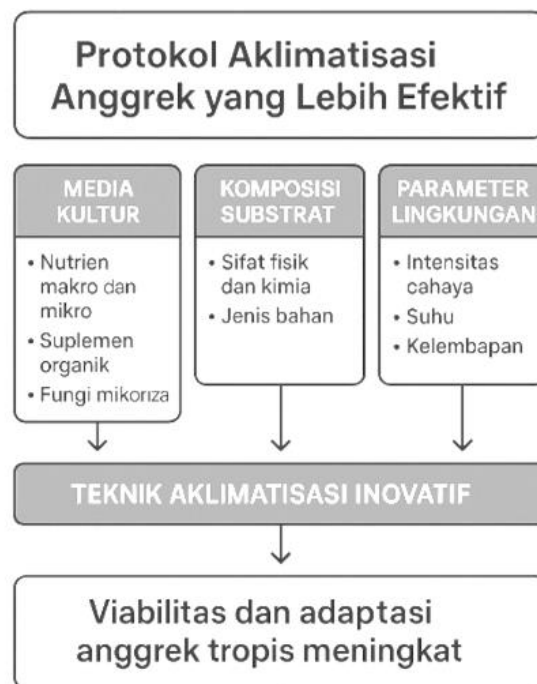 Protokol Aklimatisasi
Anggrek yang Lebih Efektif
MEDIA
KULTUR
• Nutrien
makro dan
mikro
• Suplemen
organik
• Fungi mikoriza
KOMPOSISI
SUBSTRAT
• Sifat fisik
dan kimia
• Jenis bahan
PARAMETER
LINGKUNGAN
• Intensitas
cahaya
• Suhu
• Kelembapan
TEKNIK AKLIMATISASI INOVATIF
Viabilitas dan adaptasi
anggrek tropis meningkat